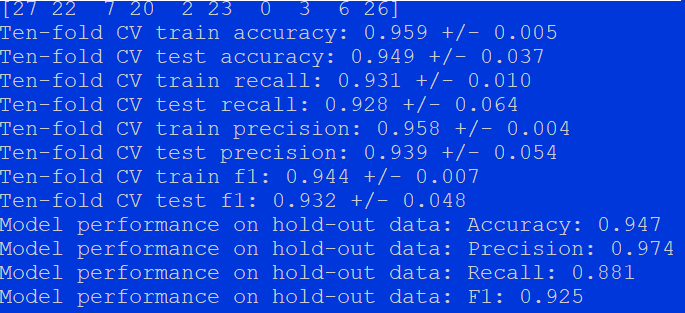 [27 22  7 20  2 23  0  3  6 26]
Ten-fold CV train accuracy: 0.959 +/- 0.005
Ten-fold CV test accuracy: 0.949 +/- 0.037
Ten-fold CV train recall: 0.931 +/- 0.010
Ten-fold CV test recall: 0.928 +/- 0.064
Ten-fold CV train precision: 0.958 +/- 0.004
Ten-fold CV test precision: 0.939 +/- 0.054
Ten-fold CV train f1: 0.944 +/- 0.007
Ten-fold CV test f1: 0.932 +/- 0.048
Model performance on hold-out data: Accuracy: 0.947
Model performance on hold-out data: Precision: 0.974
Model performance on hold-out data: Recall: 0.881
Model performance on hold-out data: F1: 0.925